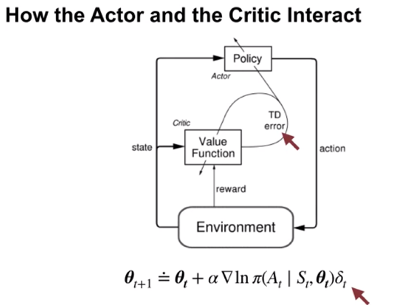 How the Actor and the Critic Interact
Policy
Actor
TD
error
Critic
state
Value
Function
action
reward
Environment
θₜ₊₁ ≐ θₜ + α∇ln π(Aₜ | Sₜ, θₜ)δₜ